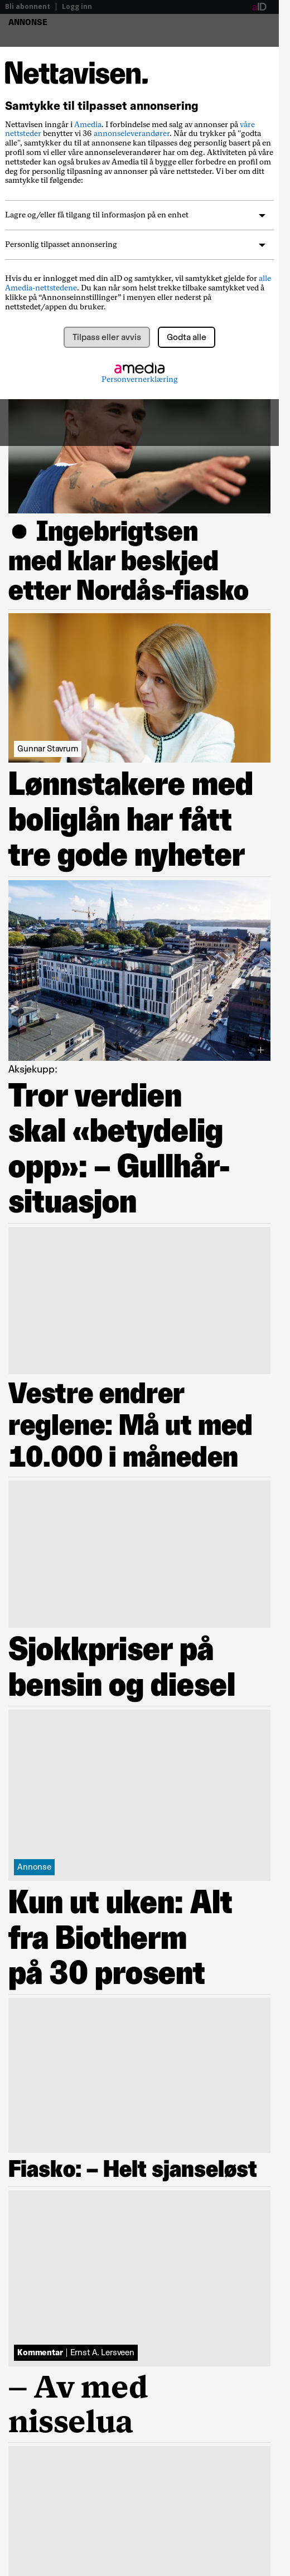 Bli abonnent | Logg inn
aID
ANNONSE
Nettavisen.
Samtykke til tilpasset annonsering
Nettavisen inngår i Amedia. I forbindelse med salg av annonser på våre
nettsteder benytter vi 36 annonseleverandører. Når du trykker på "godta
alle", samtykker du til at annonsene kan tilpasses deg personlig basert på en
profil som vi eller våre annonseleverandører har om deg. Aktiviteten på våre
nettsteder kan også brukes av Amedia til å bygge eller forbedre en profil om
deg for personlig tilpasning av annonser på våre nettsteder. Vi ber om ditt
samtykke til følgende:
Lagre og/eller få tilgang til informasjon på en enhet
Personlig tilpasset annonsering
Hvis du er innlogget med din aID og samtykker, vil samtykket gjelde for alle
Amedia-nettstedene. Du kan når som helst trekke tilbake samtykket ved å
klikke på “Annonseinnstillinger” i menyen eller nederst på
nettstedet/appen du bruker.
Tilpass eller avvis
Godta alle
amedia
Personvernerklæring
● Ingebrigtsen
med klar beskjed
etter Nordås-fiasko
Gunnar Stavrum
Lønnstakere med
boliglån har fått
tre gode nyheter
Aksjekupp:
Tror verdien
skal «betydelig
opp»: – Gullhår-
situasjon
Vestre endrer
reglene: Må ut med
10.000 i måneden
Sjokkpriser på
bensin og diesel
Annonse
Kun ut uken: Alt
fra Biotherm
på 30 prosent
Fiasko: – Helt sjanseløst
Kommentar | Ernst A. Lersveen
– Av med
nisselua